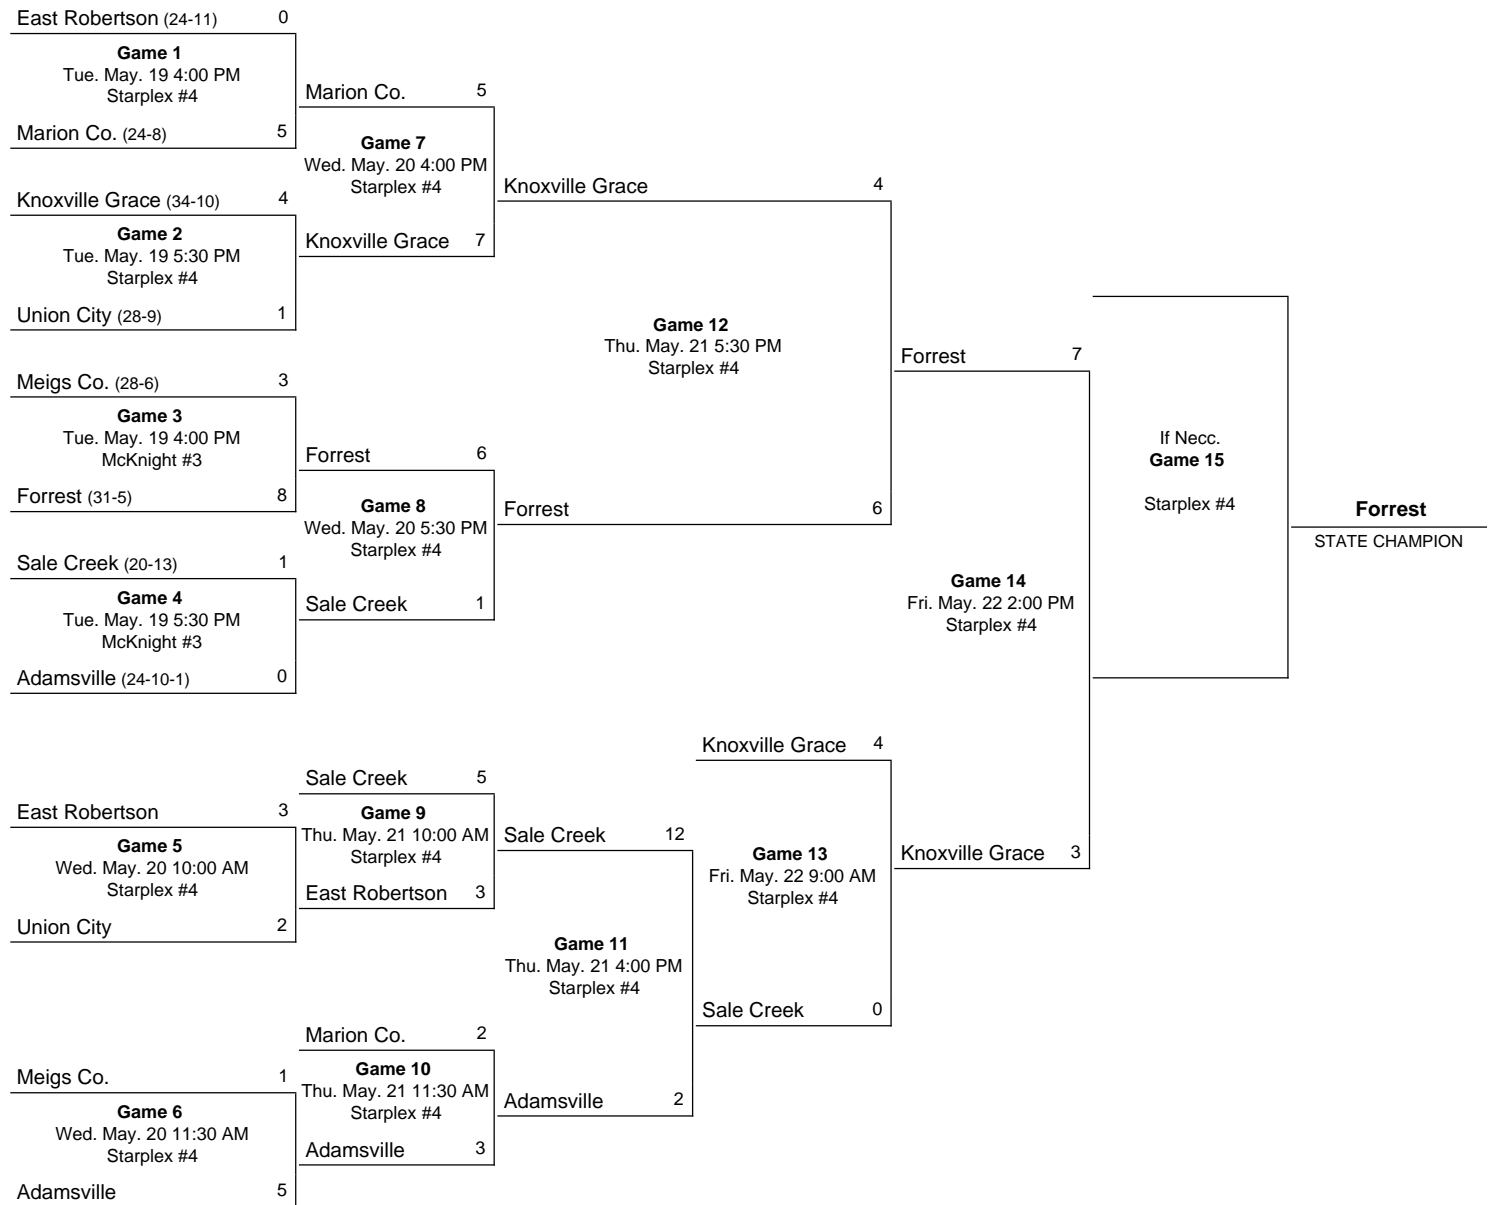 East Robertson (24-11) 0
Game 1
Tue. May. 19 4:00 PM
Starplex #4
Marion Co. (24-8) 5
Knoxville Grace (34-10) 4
Game 2
Tue. May. 19 5:30 PM
Starplex #4
Union City (28-9) 1
Meigs Co. (28-6) 3
Game 3
Tue. May. 19 4:00 PM
McKnight #3
Forrest (31-5) 8
Sale Creek (20-13) 1
Game 4
Tue. May. 19 5:30 PM
McKnight #3
Adamsville (24-10-1) 0
East Robertson 3
Game 5
Wed. May. 20 10:00 AM
Starplex #4
Union City 2
Meigs Co. 1
Game 6
Wed. May. 20 11:30 AM
Starplex #4
Adamsville 5
Marion Co. 5
Game 7
Wed. May. 20 4:00 PM
Starplex #4
Knoxville Grace 7
Forrest 6
Game 8
Wed. May. 20 5:30 PM
Starplex #4
Sale Creek 1
Sale Creek 5
Game 9
Thu. May. 21 10:00 AM
Starplex #4
East Robertson 3
Marion Co. 2
Game 10
Thu. May. 21 11:30 AM
Starplex #4
Adamsville 3
Knoxville Grace 4
Game 12
Thu. May. 21 5:30 PM
Starplex #4
Forrest 6
Sale Creek 12
Game 11
Thu. May. 21 4:00 PM
Starplex #4
Adamsville 2
Knoxville Grace 4
Game 13
Fri. May. 22 9:00 AM
Starplex #4
Sale Creek 0
Forrest 7
Game 14
Fri. May. 22 2:00 PM
Starplex #4
Knoxville Grace 3
If Necc.
Game 15
Starplex #4
Forrest
STATE CHAMPION